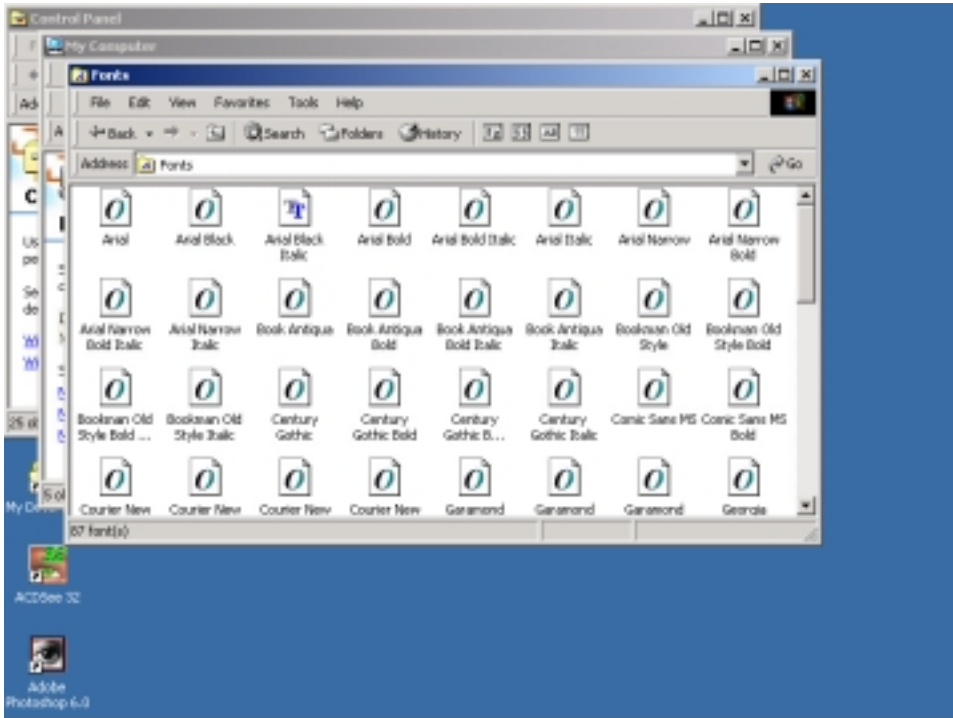 Control Panel
My Computer
Fonts
File Edit View Favorites Tools Help
Back Search Folders History
Address Fonts Go
Arial Arial Black Arial Black Italic Arial Bold Arial Bold Italic Arial Italic Arial Narrow Arial Narrow Bold
Arial Narrow Bold Italic Arial Narrow Italic Book Antiqua Book Antiqua Bold Book Antiqua Bold Italic Book Antiqua Italic Bookman Old Style Bookman Old Style Bold
Bookman Old Style Bold ... Bookman Old Style Italic Century Gothic Century Gothic Bold Century Gothic B... Century Gothic Italic Comic Sans MS Comic Sans MS Bold
Courier New Courier New Courier New Courier New Garamond Garamond Garamond Georgia
87 font(s)
ACDSee 32
Adobe
Photoshop 6.0